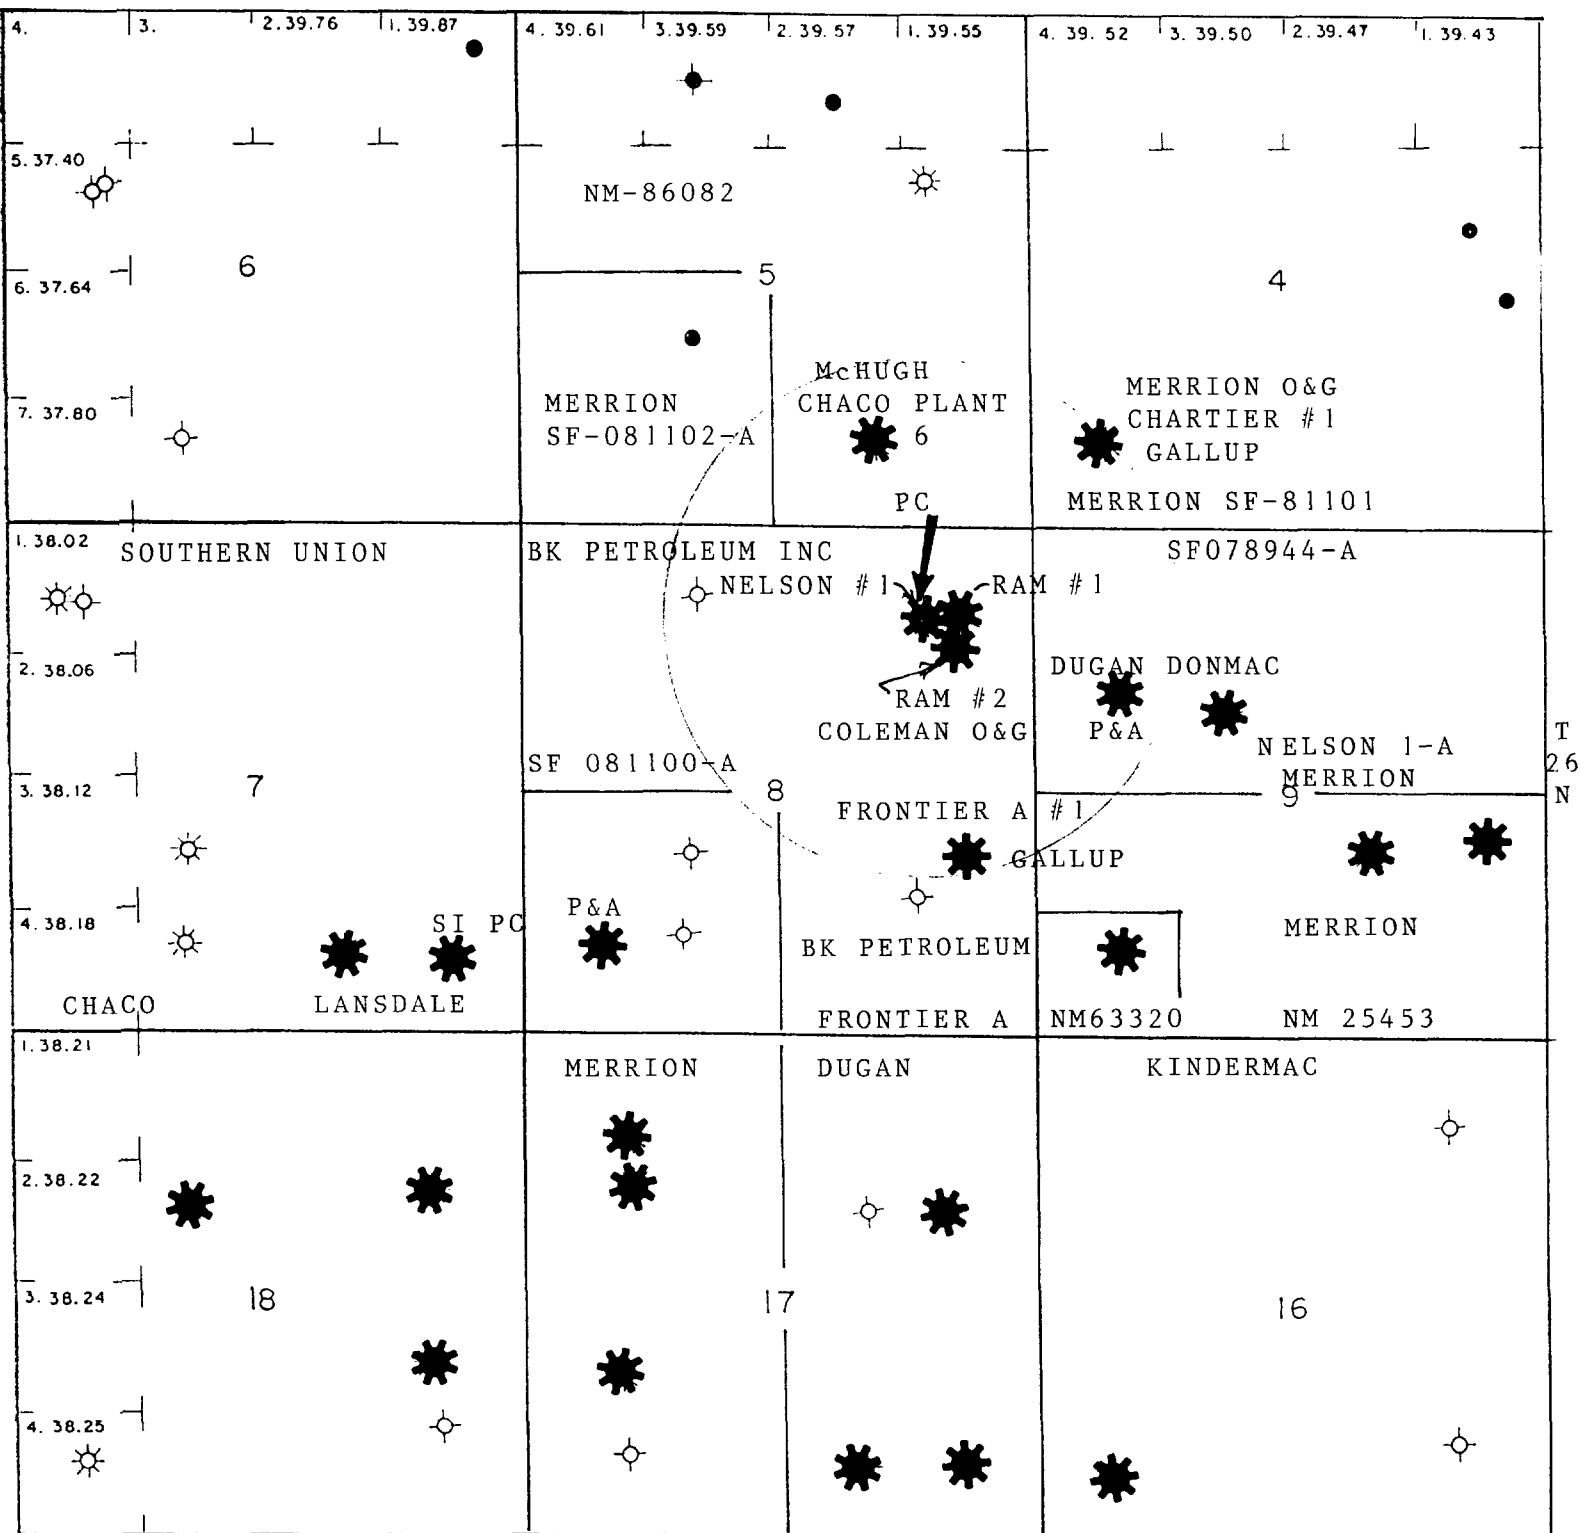 4.
3.
2.39.76
1.39.87
4. 39.61
3.39.59
2. 39.57
1. 39.55
4. 39. 52
3. 39.50
2.39.47
1. 39.43
5. 37.40
NM-86082
6
5
4
6. 37.64
McHUGH
CHACO PLANT
6
MERRION O&G
CHARTIER #1
GALLUP
7. 37.80
MERRION
SF-081102-A
PC
MERRION SF-81101
1. 38.02
SOUTHERN UNION
BK PETROLEUM INC
SF078944-A
NELSON #1
RAM #1
2. 38.06
DUGAN DONMAC
RAM #2
COLEMAN O&G
P&A
T
26
N
NELSON 1-A
MERRION
SF 081100-A
3. 38.12
7
8
9
FRONTIER A #1
GALLUP
4. 38.18
SI PC
P&A
BK PETROLEUM
MERRION
CHACO
LANSDALE
FRONTIER A
NM63320
NM 25453
1. 38.21
MERRION
DUGAN
KINDERMAC
2. 38.22
3. 38.24
18
17
16
4. 38.25